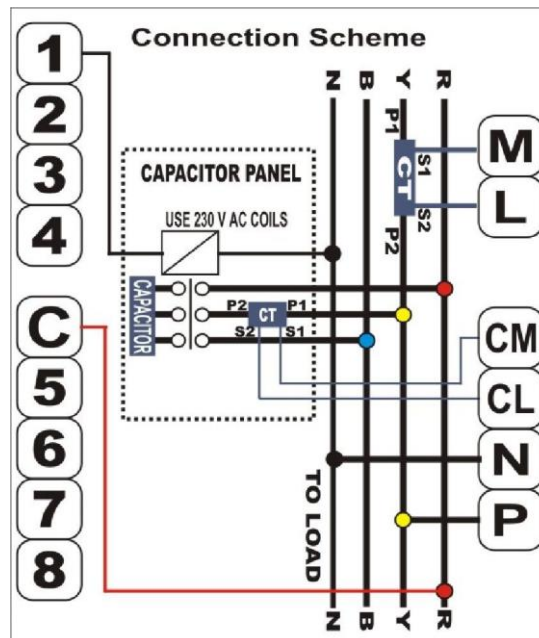 Connection Scheme
1
2
3
4
C
5
6
7
8
N B Y R
P1
CT
S1
S2
P2
M
L
CAPACITOR PANEL
USE 230 V AC COILS
CAPACITOR
P2 CT P1
S2 S1
CM
CL
N
P
TO LOAD
N B Y R